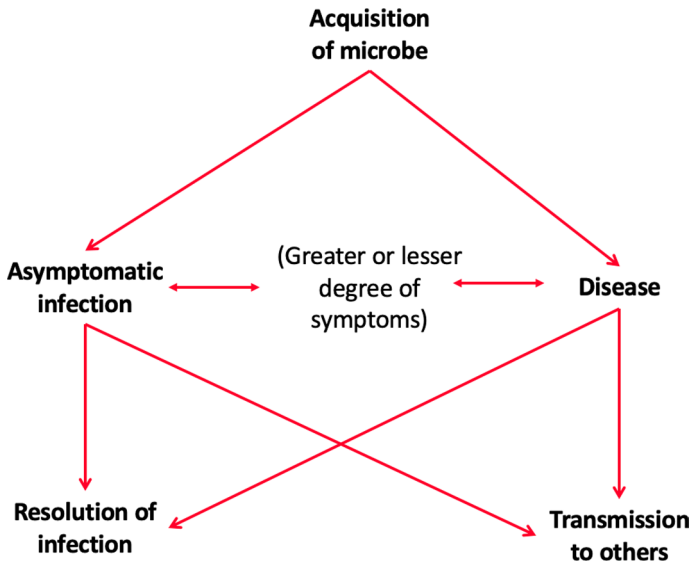 Acquisition
of microbe
Asymptomatic
infection
(Greater or lesser
degree of
symptoms)
Disease
Resolution of
infection
Transmission
to others